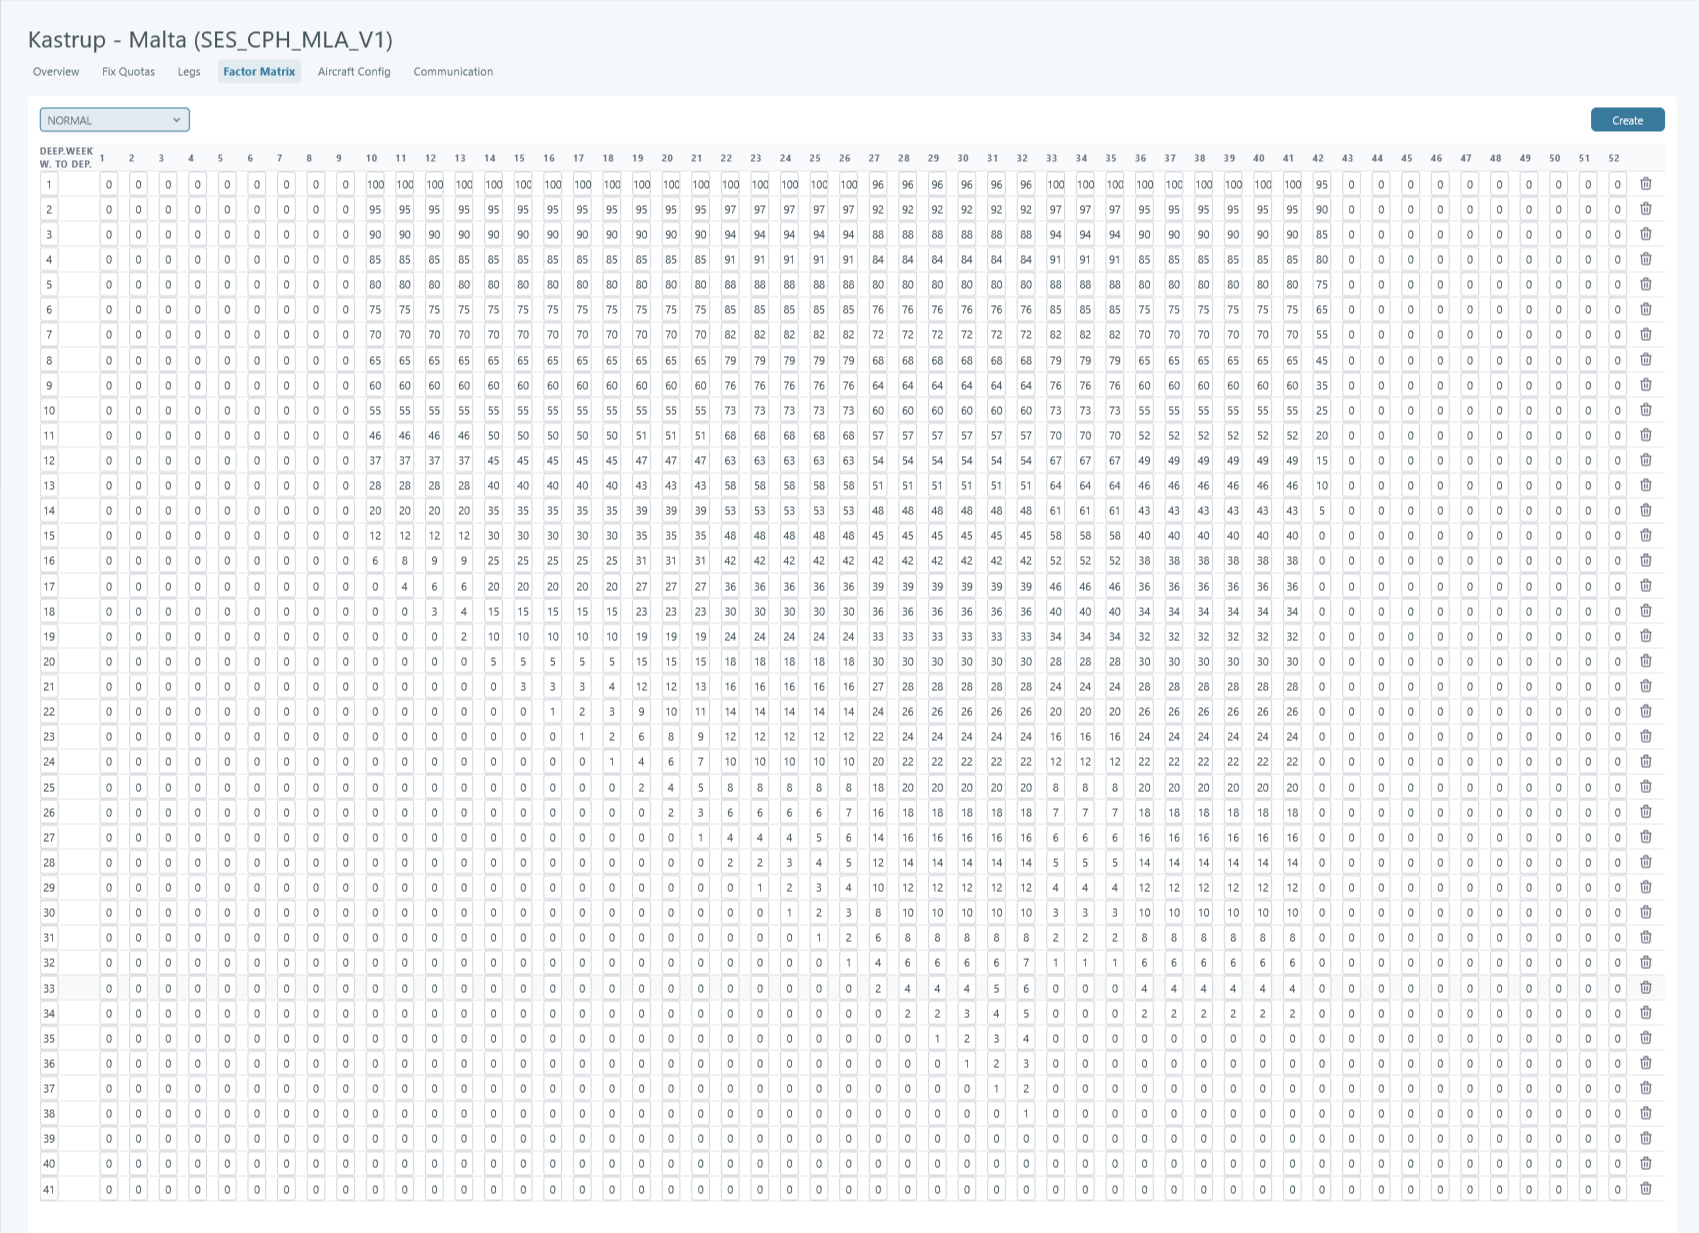 Kastrup - Malta (SES_CPH_MLA_V1)
Overview Fix Quotas Legs Factor Matrix Aircraft Config Communication
NORMAL Create
DEEP.WEEK
W. TO DEP. 1 2 3 4 5 6 7 8 9 10 11 12 13 14 15 16 17 18 19 20 21 22 23 24 25 26 27 28 29 30 31 32 33 34 35 36 37 38 39 40 41 42 43 44 45 46 47 48 49 50 51 52
1 0 0 0 0 0 0 0 0 0 100 100 100 100 100 100 100 100 100 100 100 100 100 100 100 100 100 96 96 96 96 96 96 100 100 100 100 100 100 100 100 100 95 0 0 0 0 0 0 0 0 0 0
2 0 0 0 0 0 0 0 0 0 95 95 95 95 95 95 95 95 95 95 95 95 97 97 97 97 97 92 92 92 92 92 92 97 97 97 95 95 95 95 95 95 90 0 0 0 0 0 0 0 0 0 0
3 0 0 0 0 0 0 0 0 0 90 90 90 90 90 90 90 90 90 90 90 90 94 94 94 94 94 88 88 88 88 88 88 94 94 94 90 90 90 90 90 90 85 0 0 0 0 0 0 0 0 0 0
4 0 0 0 0 0 0 0 0 0 85 85 85 85 85 85 85 85 85 85 85 85 91 91 91 91 91 84 84 84 84 84 84 91 91 91 85 85 85 85 85 85 80 0 0 0 0 0 0 0 0 0 0
5 0 0 0 0 0 0 0 0 0 80 80 80 80 80 80 80 80 80 80 80 80 88 88 88 88 88 80 80 80 80 80 80 88 88 88 80 80 80 80 80 80 75 0 0 0 0 0 0 0 0 0 0
6 0 0 0 0 0 0 0 0 0 75 75 75 75 75 75 75 75 75 75 75 75 85 85 85 85 85 76 76 76 76 76 76 85 85 85 75 75 75 75 75 75 65 0 0 0 0 0 0 0 0 0 0
7 0 0 0 0 0 0 0 0 0 70 70 70 70 70 70 70 70 70 70 70 70 82 82 82 82 82 72 72 72 72 72 72 82 82 82 70 70 70 70 70 70 55 0 0 0 0 0 0 0 0 0 0
8 0 0 0 0 0 0 0 0 0 65 65 65 65 65 65 65 65 65 65 65 65 79 79 79 79 79 68 68 68 68 68 68 79 79 79 65 65 65 65 65 65 45 0 0 0 0 0 0 0 0 0 0
9 0 0 0 0 0 0 0 0 0 60 60 60 60 60 60 60 60 60 60 60 60 76 76 76 76 76 64 64 64 64 64 64 76 76 76 60 60 60 60 60 60 35 0 0 0 0 0 0 0 0 0 0
10 0 0 0 0 0 0 0 0 0 55 55 55 55 55 55 55 55 55 55 55 55 73 73 73 73 73 60 60 60 60 60 60 73 73 73 55 55 55 55 55 55 25 0 0 0 0 0 0 0 0 0 0
11 0 0 0 0 0 0 0 0 0 46 46 46 46 50 50 50 50 50 51 51 51 68 68 68 68 68 57 57 57 57 57 57 70 70 70 52 52 52 52 52 52 20 0 0 0 0 0 0 0 0 0 0
12 0 0 0 0 0 0 0 0 0 37 37 37 37 45 45 45 45 45 47 47 47 63 63 63 63 63 54 54 54 54 54 54 67 67 67 49 49 49 49 49 49 15 0 0 0 0 0 0 0 0 0 0
13 0 0 0 0 0 0 0 0 0 28 28 28 28 40 40 40 40 40 43 43 43 58 58 58 58 58 51 51 51 51 51 51 64 64 64 46 46 46 46 46 46 10 0 0 0 0 0 0 0 0 0 0
14 0 0 0 0 0 0 0 0 0 20 20 20 20 35 35 35 35 35 39 39 39 53 53 53 53 53 48 48 48 48 48 48 61 61 61 43 43 43 43 43 43 5 0 0 0 0 0 0 0 0 0 0
15 0 0 0 0 0 0 0 0 0 12 12 12 12 30 30 30 30 30 35 35 35 48 48 48 48 48 45 45 45 45 45 45 58 58 58 40 40 40 40 40 40 0 0 0 0 0 0 0 0 0 0 0
16 0 0 0 0 0 0 0 0 0 6 8 9 9 25 25 25 25 25 31 31 31 42 42 42 42 42 42 42 42 42 42 42 52 52 52 38 38 38 38 38 38 0 0 0 0 0 0 0 0 0 0 0
17 0 0 0 0 0 0 0 0 0 0 4 6 6 20 20 20 20 20 27 27 27 36 36 36 36 36 39 39 39 39 39 39 46 46 46 36 36 36 36 36 36 0 0 0 0 0 0 0 0 0 0 0
18 0 0 0 0 0 0 0 0 0 0 0 3 4 15 15 15 15 15 23 23 23 30 30 30 30 30 36 36 36 36 36 36 40 40 40 34 34 34 34 34 34 0 0 0 0 0 0 0 0 0 0 0
19 0 0 0 0 0 0 0 0 0 0 0 0 2 10 10 10 10 10 19 19 19 24 24 24 24 24 33 33 33 33 33 33 34 34 34 32 32 32 32 32 32 0 0 0 0 0 0 0 0 0 0 0
20 0 0 0 0 0 0 0 0 0 0 0 0 0 5 5 5 5 5 15 15 15 18 18 18 18 18 30 30 30 30 30 30 28 28 28 30 30 30 30 30 30 0 0 0 0 0 0 0 0 0 0 0
21 0 0 0 0 0 0 0 0 0 0 0 0 0 0 3 3 3 4 12 12 13 16 16 16 16 16 27 28 28 28 28 28 24 24 24 28 28 28 28 28 28 0 0 0 0 0 0 0 0 0 0 0
22 0 0 0 0 0 0 0 0 0 0 0 0 0 0 0 1 2 3 9 10 11 14 14 14 14 14 24 26 26 26 26 26 20 20 20 26 26 26 26 26 26 0 0 0 0 0 0 0 0 0 0 0
23 0 0 0 0 0 0 0 0 0 0 0 0 0 0 0 0 1 2 6 8 9 12 12 12 12 12 22 24 24 24 24 24 16 16 16 24 24 24 24 24 24 0 0 0 0 0 0 0 0 0 0 0
24 0 0 0 0 0 0 0 0 0 0 0 0 0 0 0 0 0 1 4 6 7 10 10 10 10 10 20 22 22 22 22 22 12 12 12 22 22 22 22 22 22 0 0 0 0 0 0 0 0 0 0 0
25 0 0 0 0 0 0 0 0 0 0 0 0 0 0 0 0 0 0 2 4 5 8 8 8 8 8 18 20 20 20 20 20 8 8 8 20 20 20 20 20 20 0 0 0 0 0 0 0 0 0 0 0
26 0 0 0 0 0 0 0 0 0 0 0 0 0 0 0 0 0 0 0 2 3 6 6 6 6 7 16 18 18 18 18 18 7 7 7 18 18 18 18 18 18 0 0 0 0 0 0 0 0 0 0 0
27 0 0 0 0 0 0 0 0 0 0 0 0 0 0 0 0 0 0 0 0 1 4 4 4 5 6 14 16 16 16 16 16 6 6 6 16 16 16 16 16 16 0 0 0 0 0 0 0 0 0 0 0
28 0 0 0 0 0 0 0 0 0 0 0 0 0 0 0 0 0 0 0 0 0 2 2 3 4 5 12 14 14 14 14 14 5 5 5 14 14 14 14 14 14 0 0 0 0 0 0 0 0 0 0 0
29 0 0 0 0 0 0 0 0 0 0 0 0 0 0 0 0 0 0 0 0 0 0 1 2 3 4 10 12 12 12 12 12 4 4 4 12 12 12 12 12 12 0 0 0 0 0 0 0 0 0 0 0
30 0 0 0 0 0 0 0 0 0 0 0 0 0 0 0 0 0 0 0 0 0 0 0 1 2 3 8 10 10 10 10 10 3 3 3 10 10 10 10 10 10 0 0 0 0 0 0 0 0 0 0 0
31 0 0 0 0 0 0 0 0 0 0 0 0 0 0 0 0 0 0 0 0 0 0 0 0 1 2 6 8 8 8 8 8 2 2 2 8 8 8 8 8 8 0 0 0 0 0 0 0 0 0 0 0
32 0 0 0 0 0 0 0 0 0 0 0 0 0 0 0 0 0 0 0 0 0 0 0 0 0 1 4 6 6 6 6 7 1 1 1 6 6 6 6 6 6 0 0 0 0 0 0 0 0 0 0 0
33 0 0 0 0 0 0 0 0 0 0 0 0 0 0 0 0 0 0 0 0 0 0 0 0 0 0 2 4 4 4 5 6 0 0 0 4 4 4 4 4 4 0 0 0 0 0 0 0 0 0 0 0
34 0 0 0 0 0 0 0 0 0 0 0 0 0 0 0 0 0 0 0 0 0 0 0 0 0 0 0 2 2 3 4 5 0 0 0 2 2 2 2 2 2 0 0 0 0 0 0 0 0 0 0 0
35 0 0 0 0 0 0 0 0 0 0 0 0 0 0 0 0 0 0 0 0 0 0 0 0 0 0 0 0 1 2 3 4 0 0 0 0 0 0 0 0 0 0 0 0 0 0 0 0 0 0 0 0
36 0 0 0 0 0 0 0 0 0 0 0 0 0 0 0 0 0 0 0 0 0 0 0 0 0 0 0 0 0 1 2 3 0 0 0 0 0 0 0 0 0 0 0 0 0 0 0 0 0 0 0 0
37 0 0 0 0 0 0 0 0 0 0 0 0 0 0 0 0 0 0 0 0 0 0 0 0 0 0 0 0 0 0 1 2 0 0 0 0 0 0 0 0 0 0 0 0 0 0 0 0 0 0 0 0
38 0 0 0 0 0 0 0 0 0 0 0 0 0 0 0 0 0 0 0 0 0 0 0 0 0 0 0 0 0 0 0 1 0 0 0 0 0 0 0 0 0 0 0 0 0 0 0 0 0 0 0 0
39 0 0 0 0 0 0 0 0 0 0 0 0 0 0 0 0 0 0 0 0 0 0 0 0 0 0 0 0 0 0 0 0 0 0 0 0 0 0 0 0 0 0 0 0 0 0 0 0 0 0 0 0
40 0 0 0 0 0 0 0 0 0 0 0 0 0 0 0 0 0 0 0 0 0 0 0 0 0 0 0 0 0 0 0 0 0 0 0 0 0 0 0 0 0 0 0 0 0 0 0 0 0 0 0 0
41 0 0 0 0 0 0 0 0 0 0 0 0 0 0 0 0 0 0 0 0 0 0 0 0 0 0 0 0 0 0 0 0 0 0 0 0 0 0 0 0 0 0 0 0 0 0 0 0 0 0 0 0